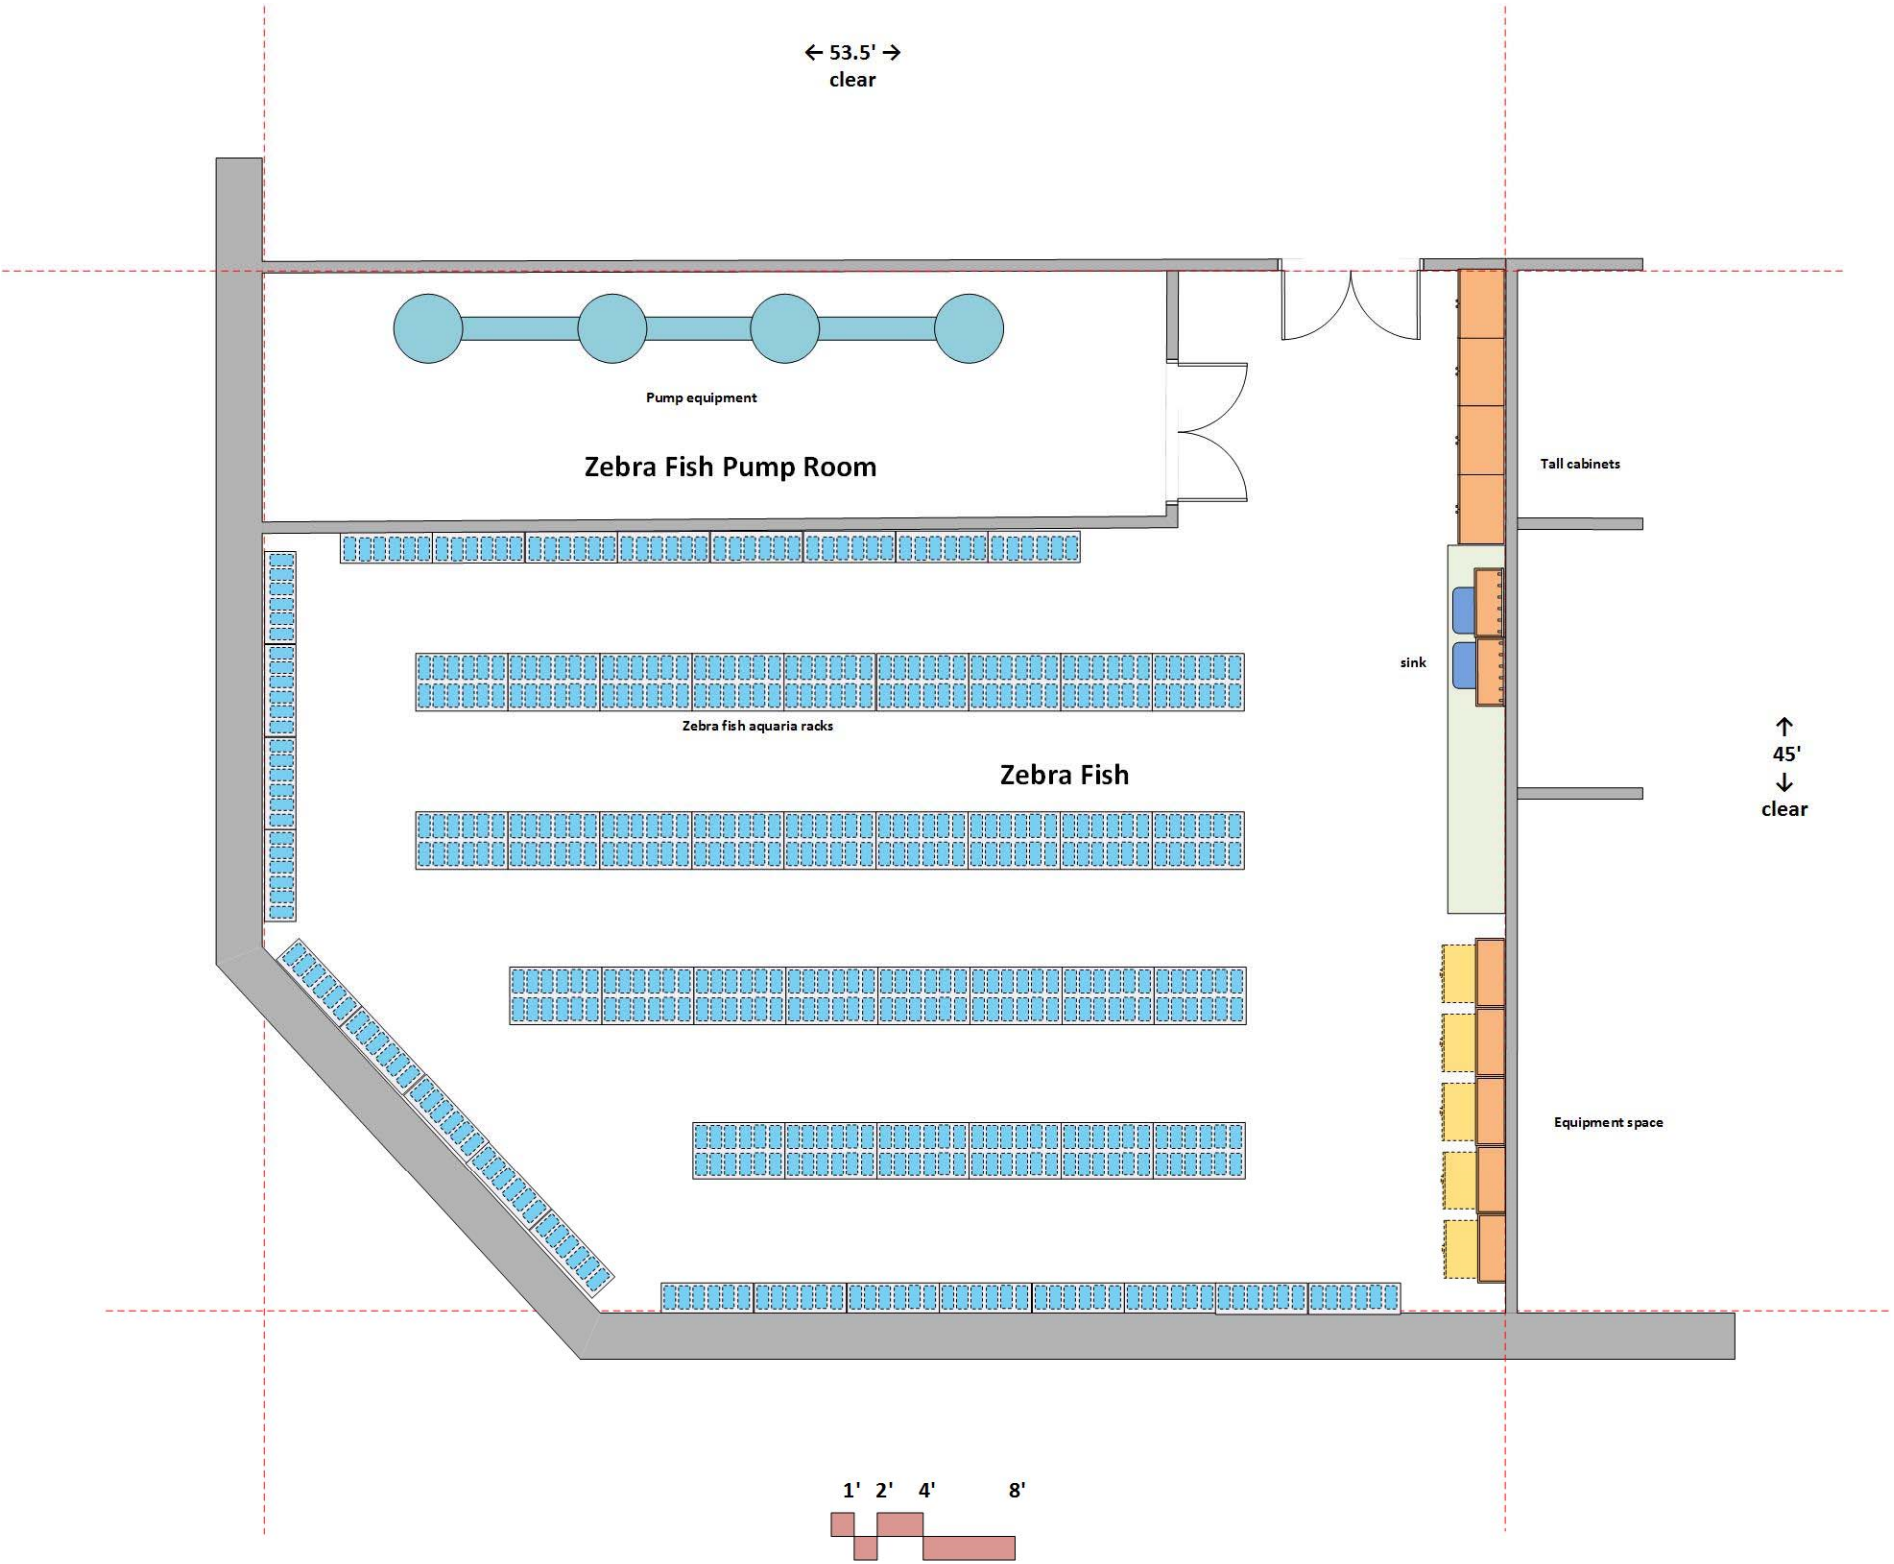 ← 53.5' →
clear
Pump equipment
Zebra Fish Pump Room
Tall cabinets
sink
Zebra fish aquaria racks
Zebra Fish
↑
45'
↓
clear
Equipment space
1' 2' 4' 8'